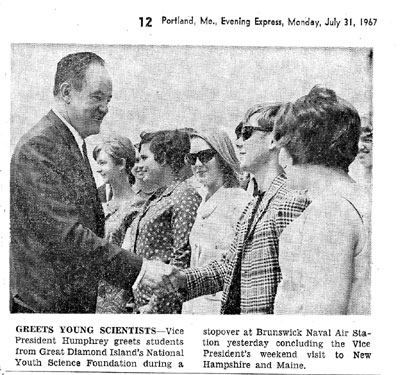 12 Portland, Me., Evening Express, Monday, July 31, 1967
GREETS YOUNG SCIENTISTS—Vice
President Humphrey greets students
from Great Diamond Island's National
Youth Science Foundation during a
stopover at Brunswick Naval Air Sta-
tion yesterday concluding the Vice
President's weekend visit to New
Hampshire and Maine.